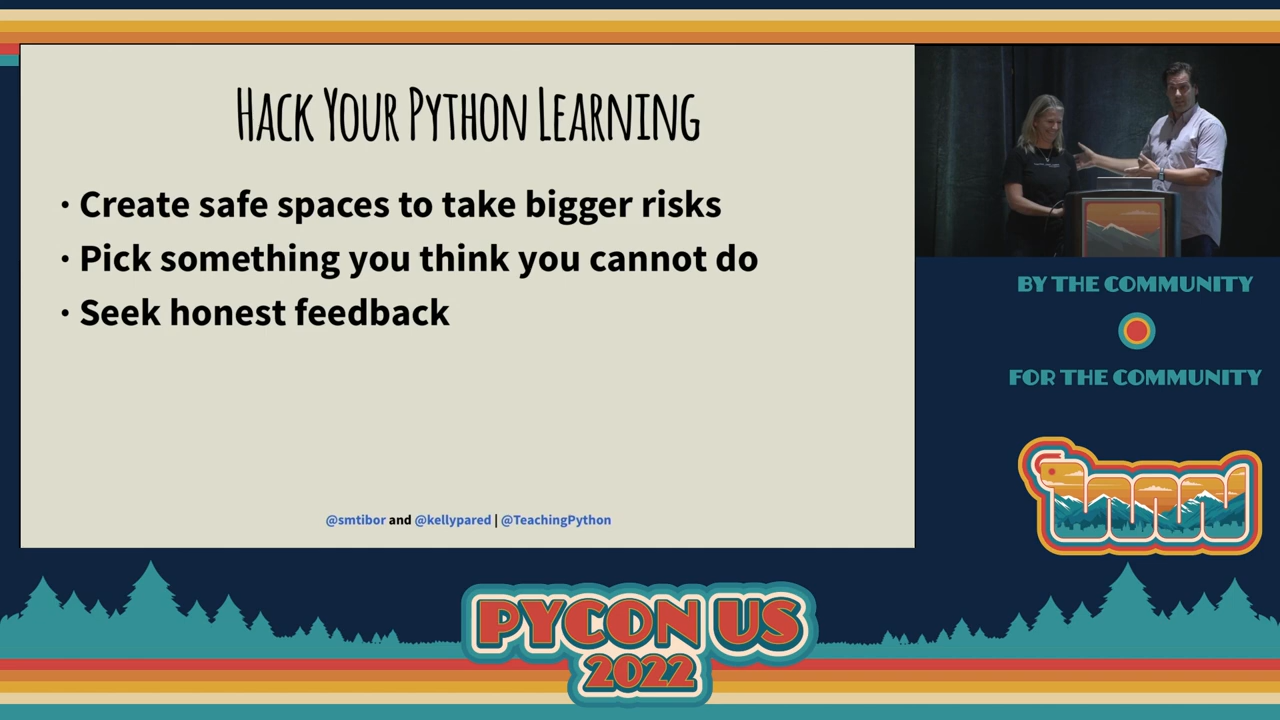 Hack Your Python Learning
· Create safe spaces to take bigger risks
· Pick something you think you cannot do
· Seek honest feedback
@smtibor and @kellypared | @TeachingPython
BY THE COMMUNITY
FOR THE COMMUNITY
PYCON US
2022